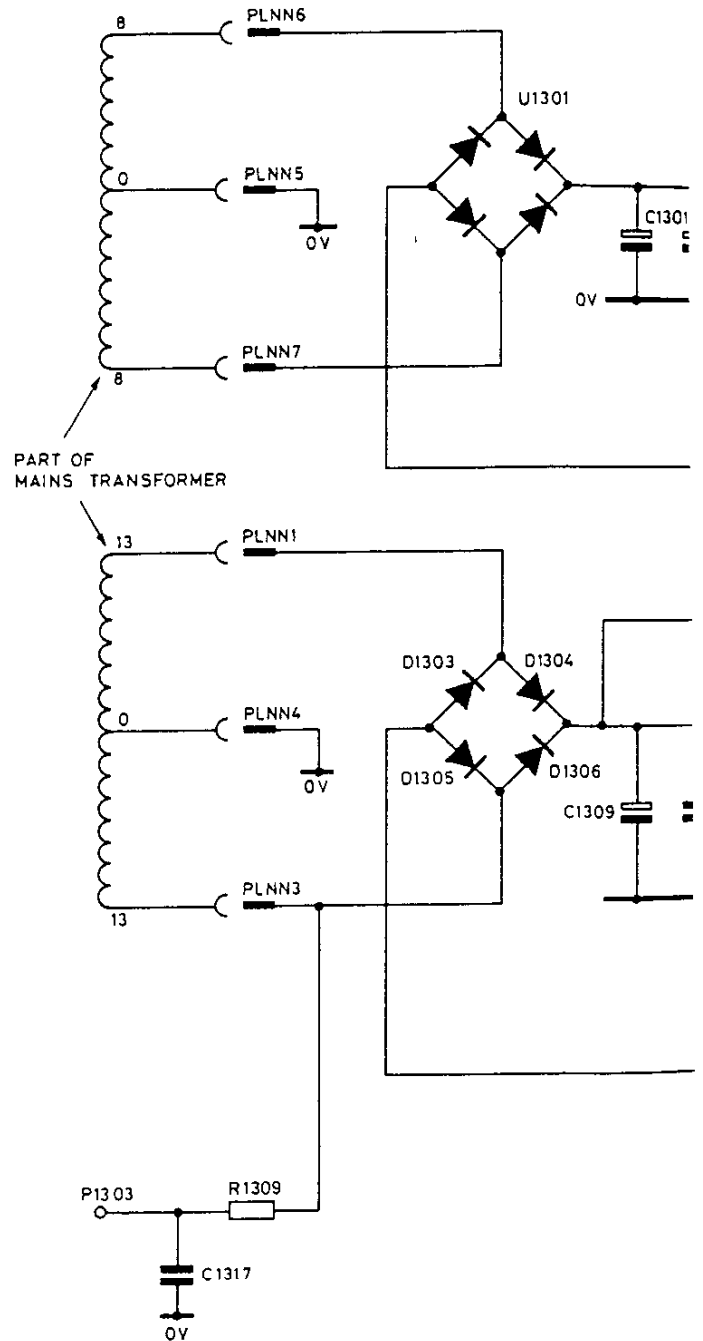 8
PLNN6
U1301
0
PLNN5
0V
C1301
0V
PLNN7
8
PART OF
MAINS TRANSFORMER
13
PLNN1
D1303
D1304
0
PLNN4
0V
D1305
D1306
C1309
PLNN3
13
P1303
R1309
C1317
0V